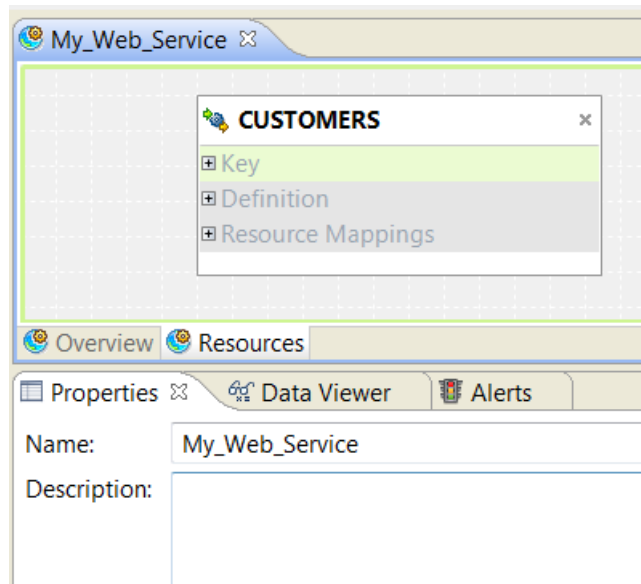 My_Web_Service
CUSTOMERS
Key
Definition
Resource Mappings
Overview Resources
Properties Data Viewer Alerts
Name: My_Web_Service
Description: